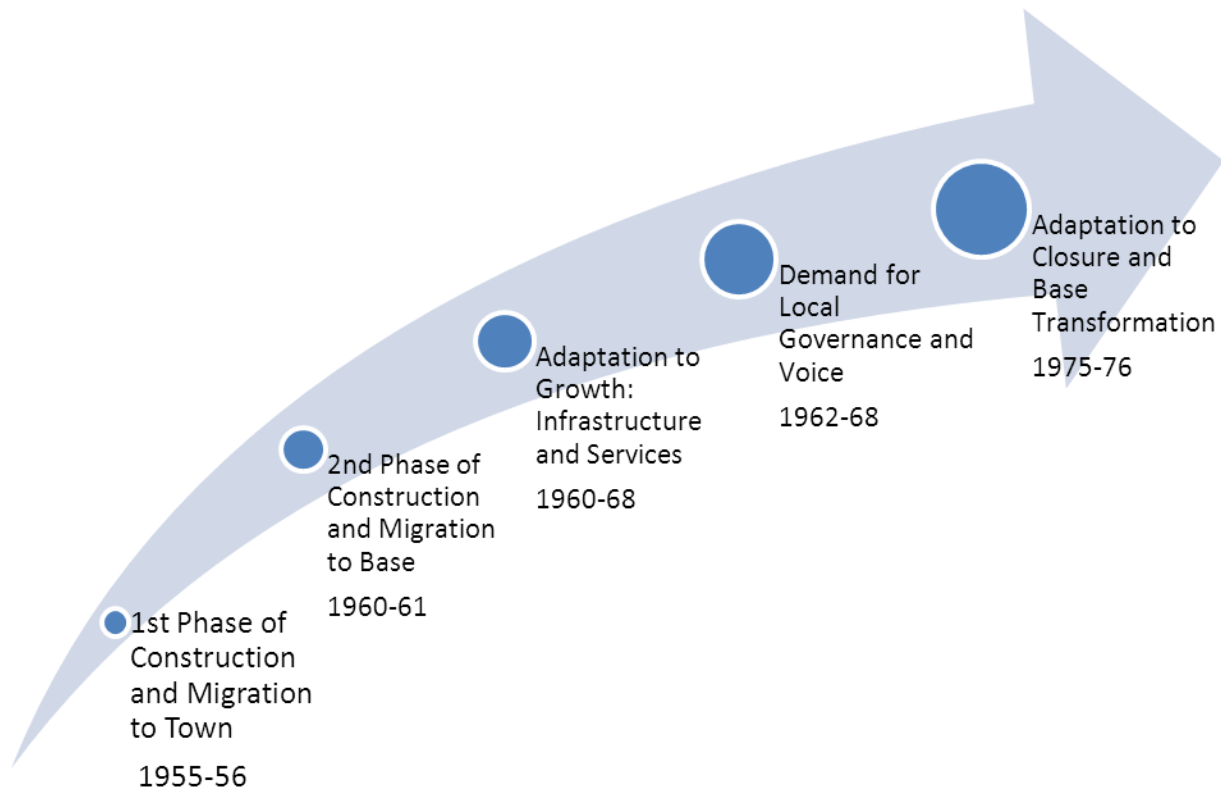 1st Phase of
Construction
and Migration
to Town
1955-56
2nd Phase of
Construction
and Migration
to Base
1960-61
Adaptation to
Growth:
Infrastructure
and Services
1960-68
Demand for
Local
Governance and
Voice
1962-68
Adaptation to
Closure and
Base
Transformation
1975-76